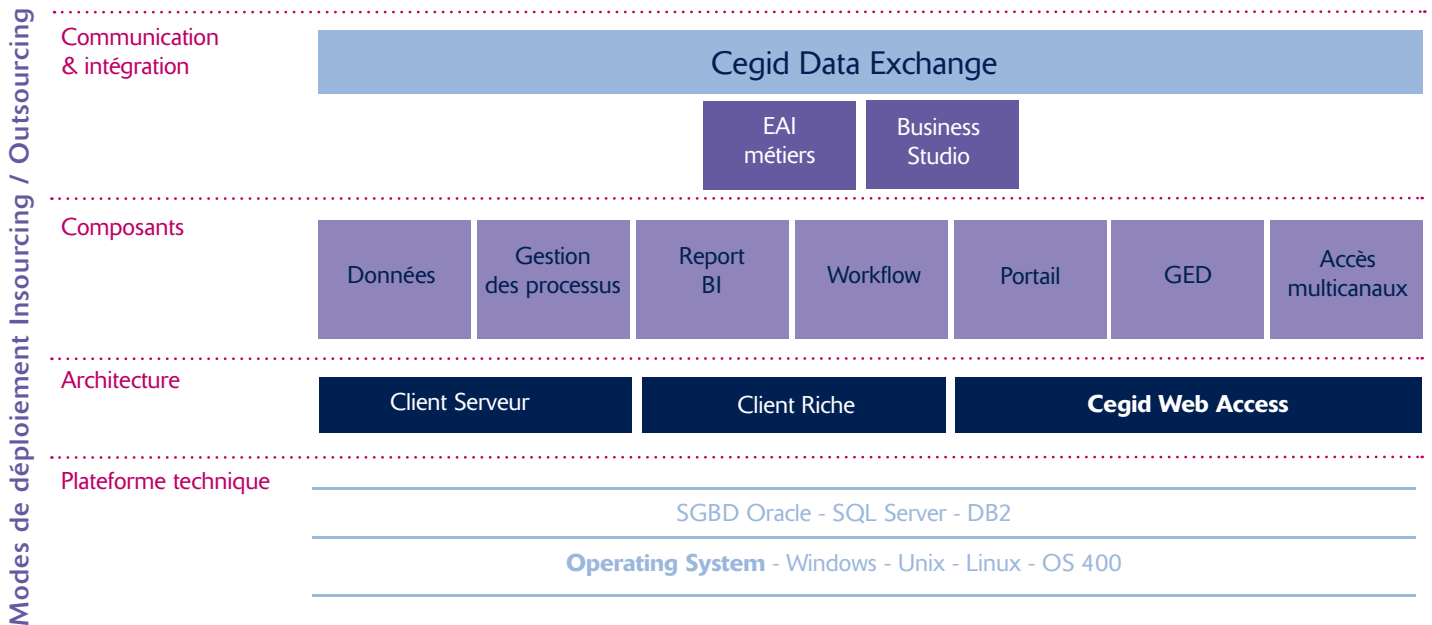 Modes de déploiement Insourcing / Outsourcing
Communication
& intégration
Cegid Data Exchange
EAI
métiers
Business
Studio
Composants
Données
Gestion
des processus
Report
BI
Workflow
Portail
GED
Accès
multicanaux
Architecture
Client Serveur
Client Riche
Cegid Web Access
Plateforme technique
SGBD Oracle - SQL Server - DB2
Operating System - Windows - Unix - Linux - OS 400